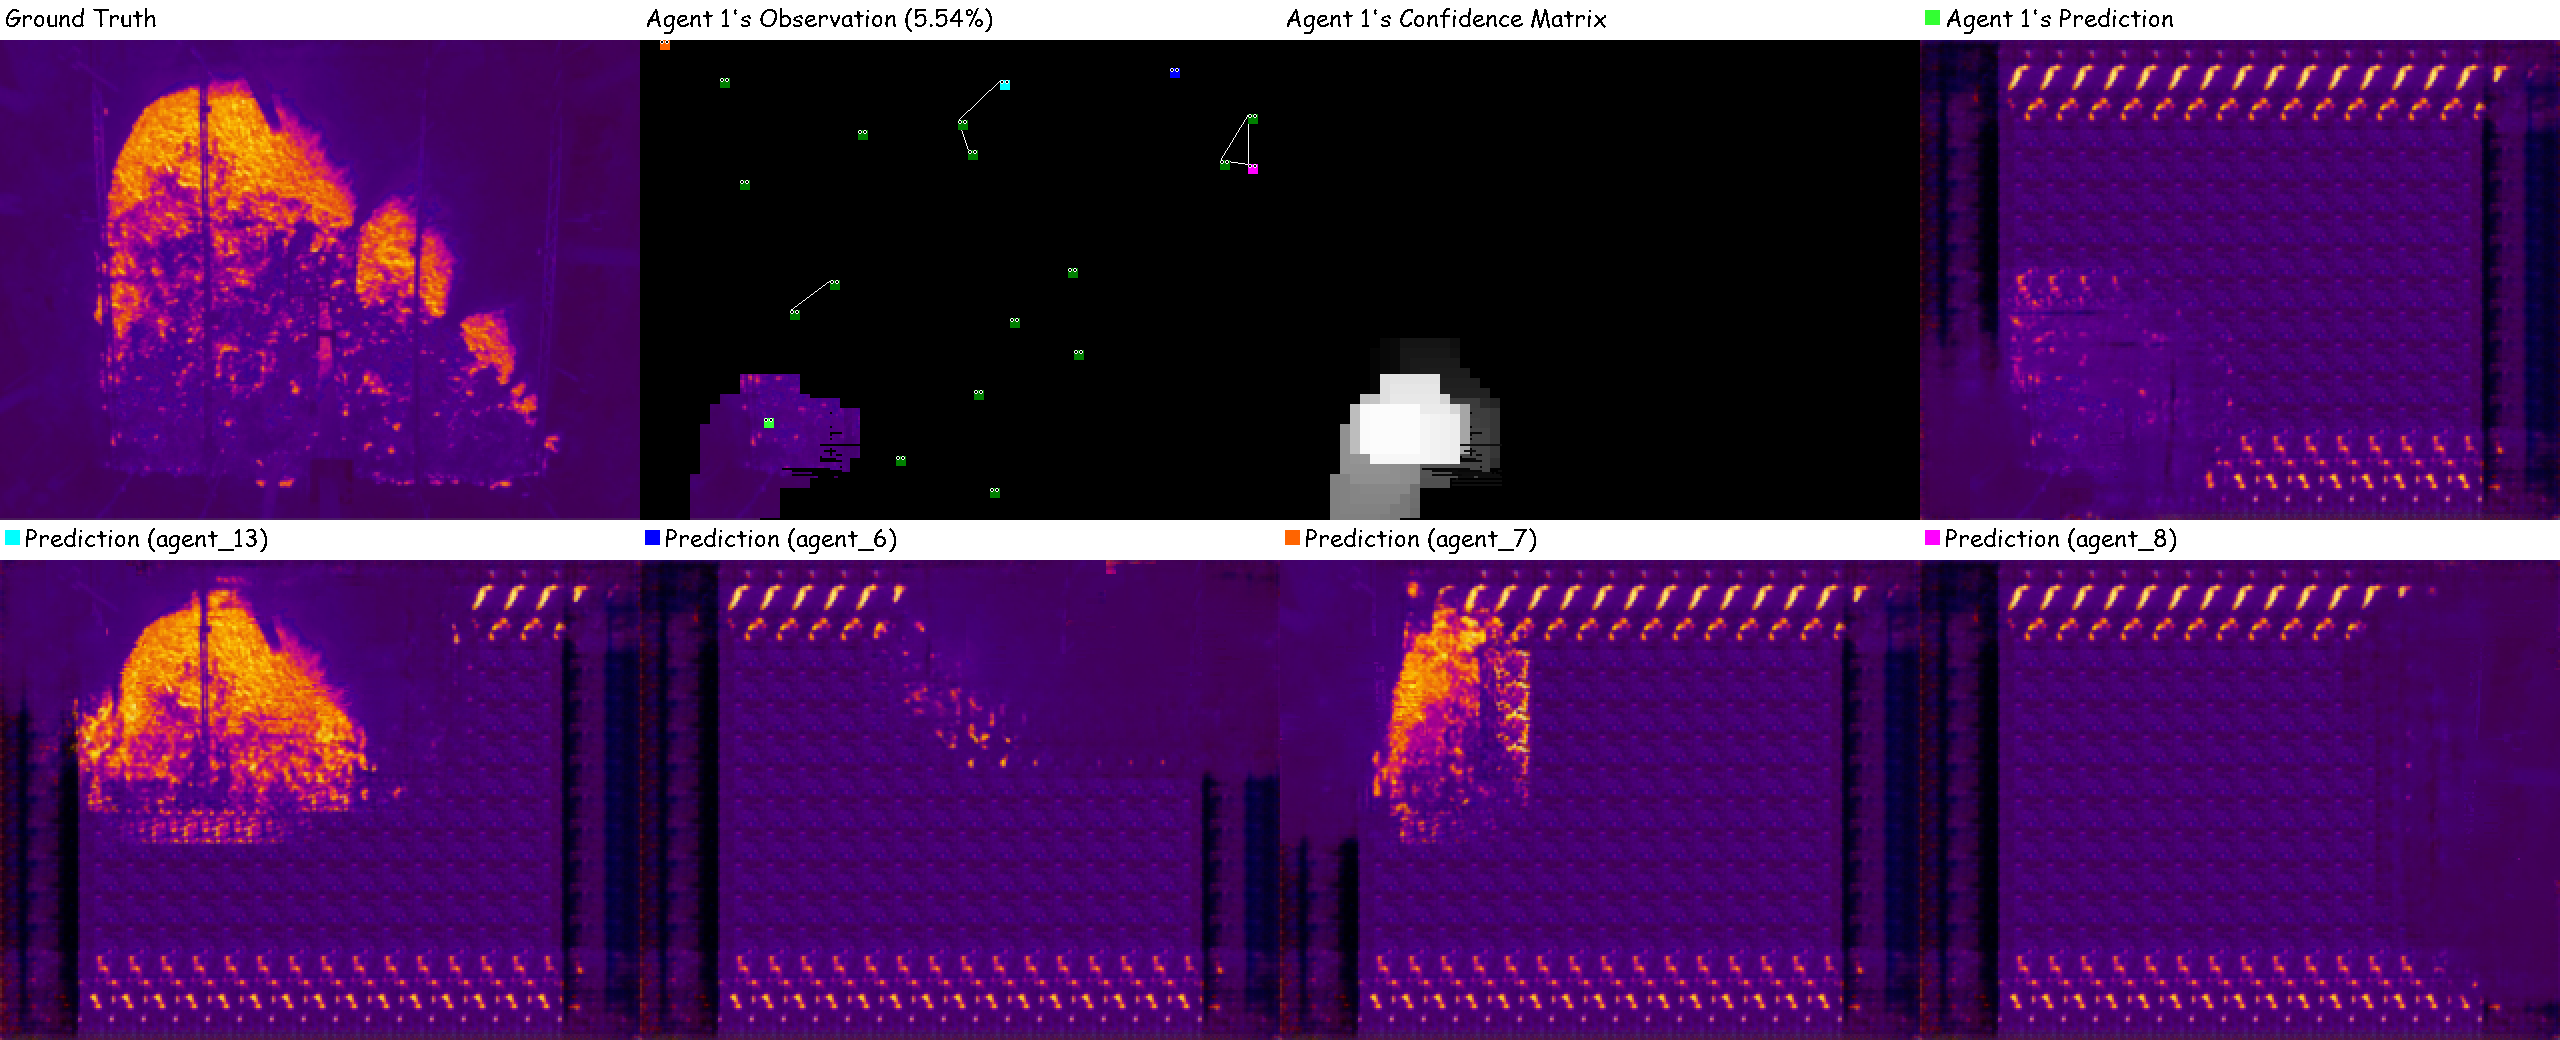 Ground Truth
Agent 1's Observation (5.54%)
Agent 1's Confidence Matrix
Agent 1's Prediction
Prediction (agent_13)
Prediction (agent_6)
Prediction (agent_7)
Prediction (agent_8)